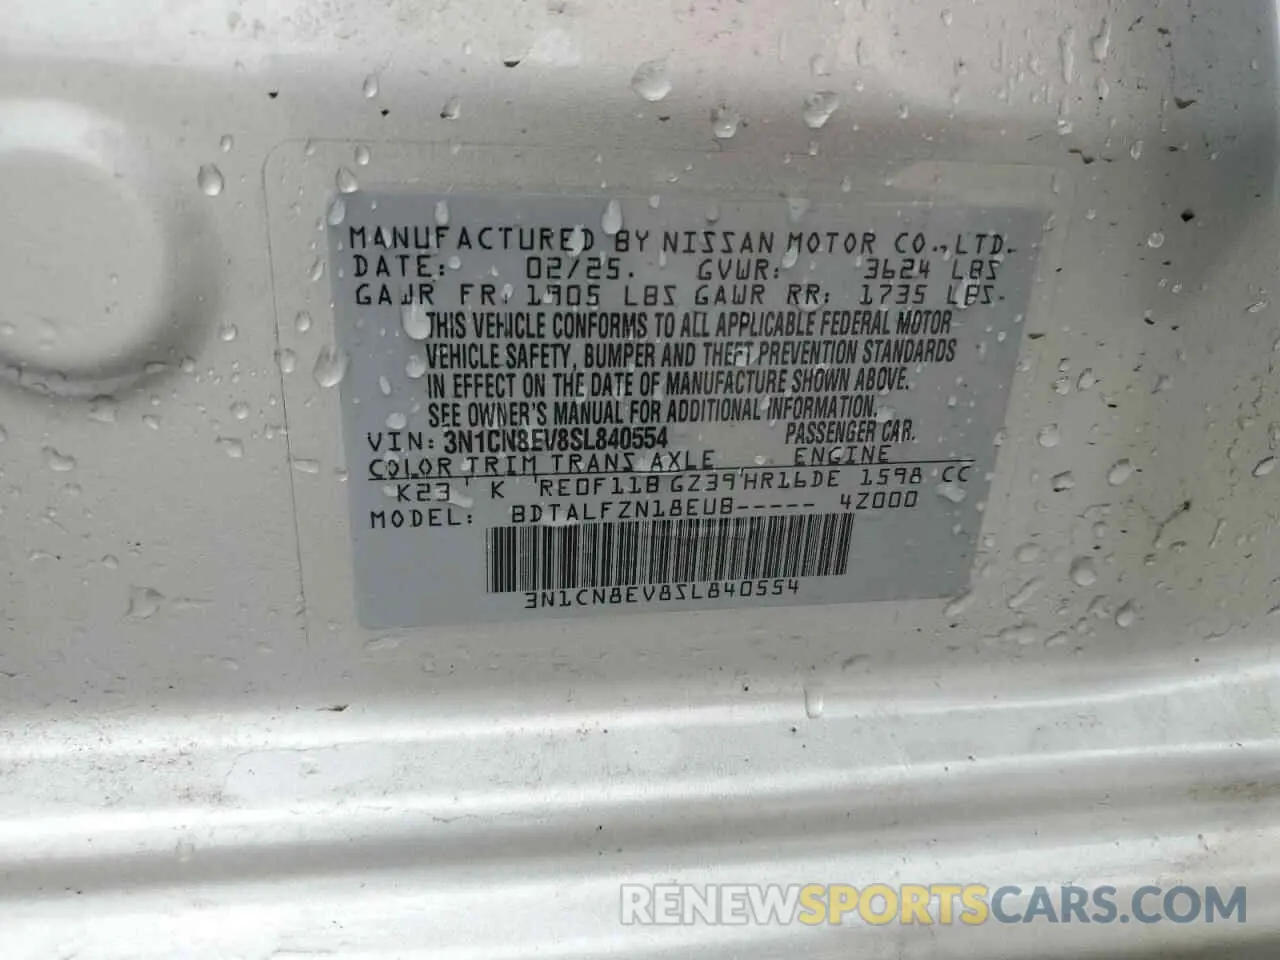 MANUFACTURED BY NISSAN MOTOR CO.,LTD.
DATE: 02/25. GVWR: 3624 LBS
GAWR FR: 1905 LBS GAWR RR: 1735 LBS.
THIS VEHICLE CONFORMS TO ALL APPLICABLE FEDERAL MOTOR
VEHICLE SAFETY, BUMPER AND THEFT PREVENTION STANDARDS
IN EFFECT ON THE DATE OF MANUFACTURE SHOWN ABOVE.
SEE OWNER'S MANUAL FOR ADDITIONAL INFORMATION.
VIN: 3N1CN8EV8SL840554 PASSENGER CAR.
COLOR TRIM TRANS AXLE ENGINE
K23 K RE0F11B GZ39 HR16DE 1598 CC
MODEL: BDTALFZN18EUB----- 4Z000
3N1CN8EV8SL840554
RENEWSPORTSCARS.COM